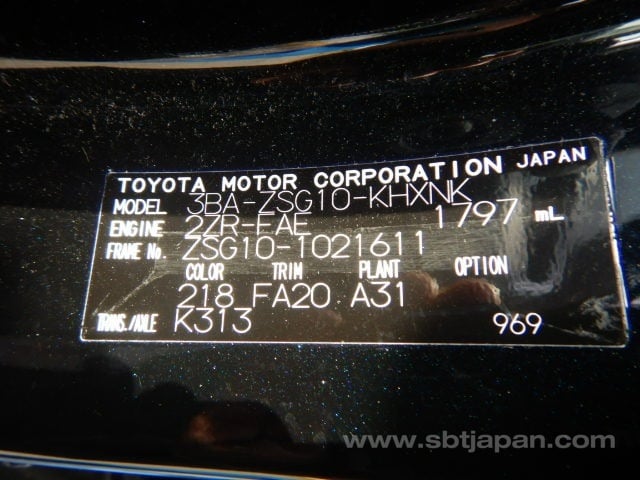 TOYOTA MOTOR CORPORATION JAPAN
MODEL 3BA-ZSG10-KHXNK
ENGINE 2ZR-FAE 1797 mL
FRAME No. ZSG10-1021611
COLOR TRIM PLANT OPTION
218 FA20 A31
TRANS./AXLE K313 969
www.sbtjapan.com